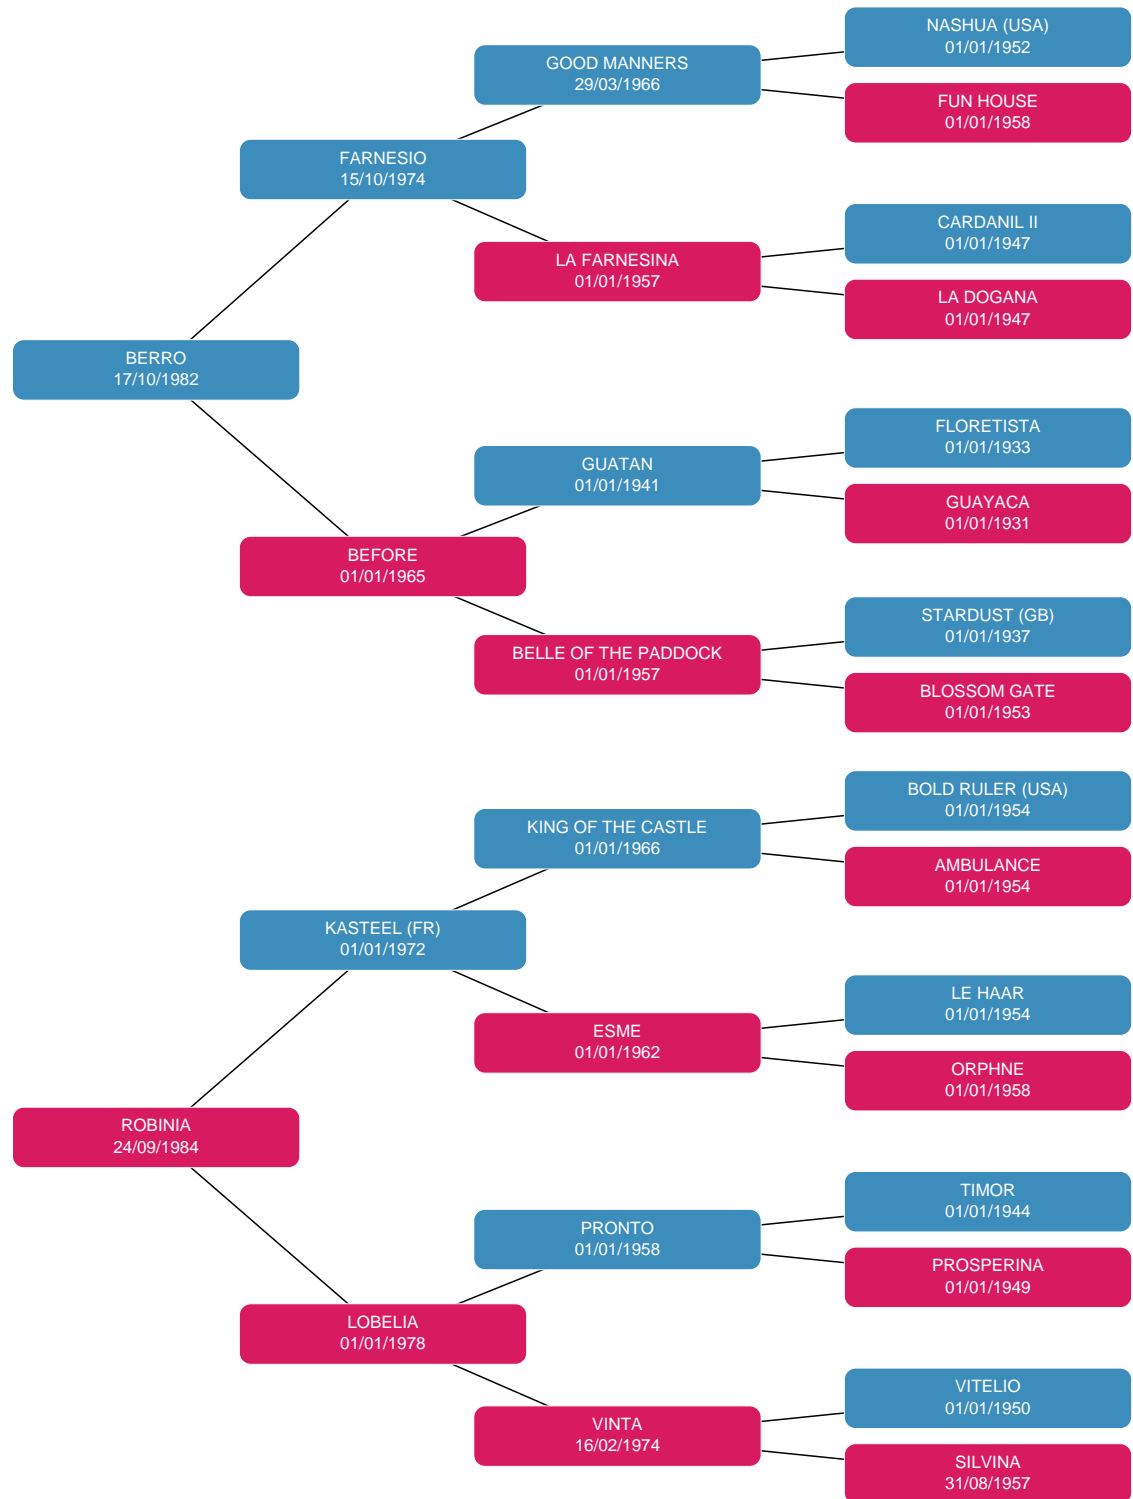 NASHUA (USA)
01/01/1952
GOOD MANNERS
29/03/1966
FUN HOUSE
01/01/1958
FARNESIO
15/10/1974
CARDANIL II
01/01/1947
LA FARNESINA
01/01/1957
LA DOGANA
01/01/1947
BERRO
17/10/1982
FLORETISTA
01/01/1933
GUATAN
01/01/1941
GUAYACA
01/01/1931
BEFORE
01/01/1965
STARDUST (GB)
01/01/1937
BELLE OF THE PADDOCK
01/01/1957
BLOSSOM GATE
01/01/1953
BOLD RULER (USA)
01/01/1954
KING OF THE CASTLE
01/01/1966
AMBULANCE
01/01/1954
KASTEEL (FR)
01/01/1972
LE HAAR
01/01/1954
ESME
01/01/1962
ORPHNE
01/01/1958
ROBINIA
24/09/1984
TIMOR
01/01/1944
PRONTO
01/01/1958
PROSPERINA
01/01/1949
LOBELIA
01/01/1978
VITELIO
01/01/1950
VINTA
16/02/1974
SILVINA
31/08/1957